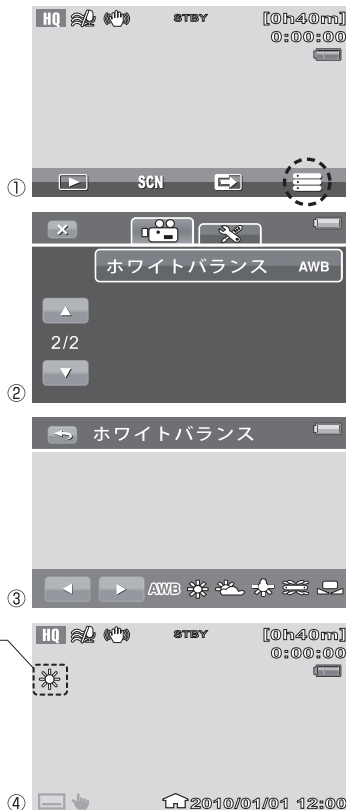 HQ STBY [0h40m]
0:00:00
SCN
①
ホワイトバランス AWB
2/2
②
ホワイトバランス
AWB
③
HQ STBY [0h40m]
0:00:00
2010/01/01 12:00
④